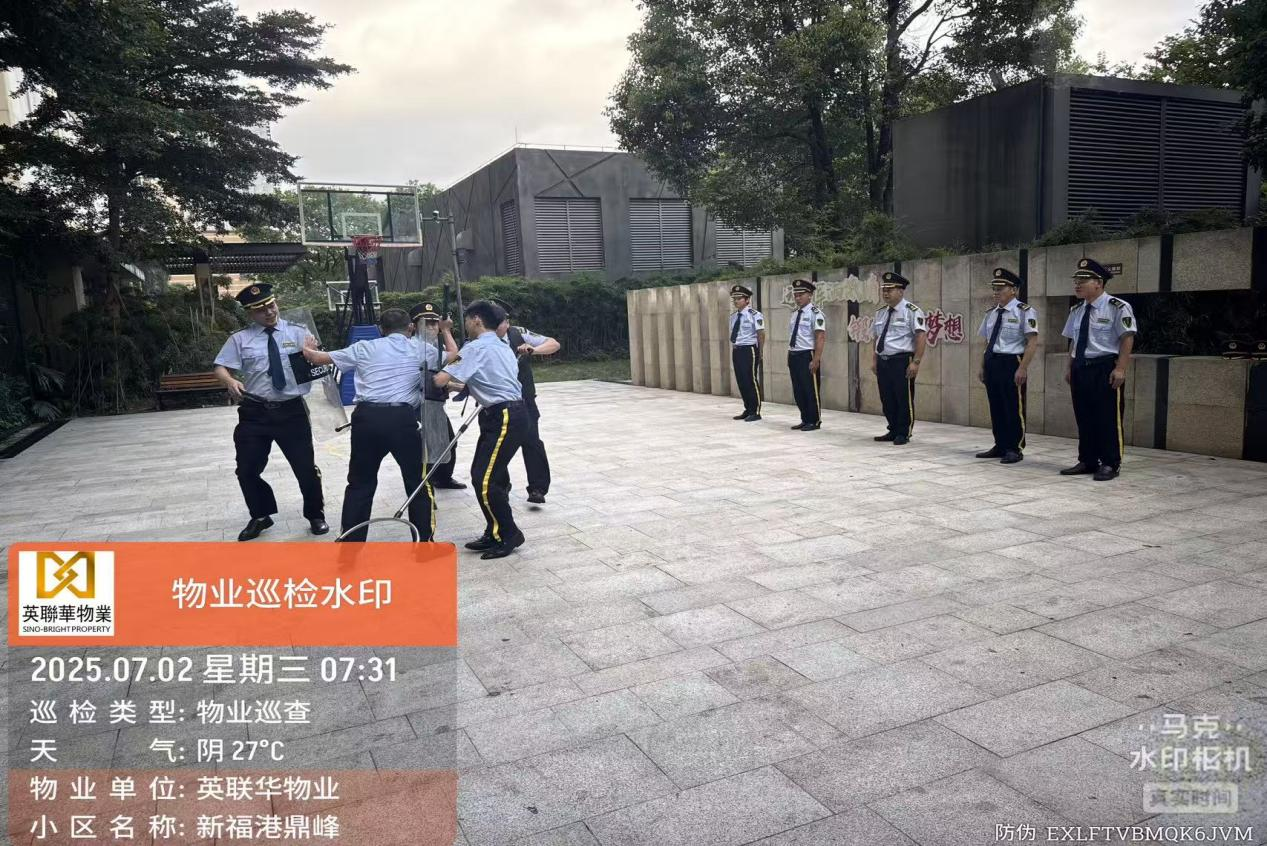 SECURI
梦想
英聯華物業
SINO-BRIGHT PROPERTY
物业巡检水印
2025.07.02 星期三 07:31
巡检类型: 物业巡查
天气: 阴 27°C
物业单位: 英联华物业
小区名称: 新福港鼎峰
马克
水印相机
真实时间
防伪 EXLFTVBMQK6JVM